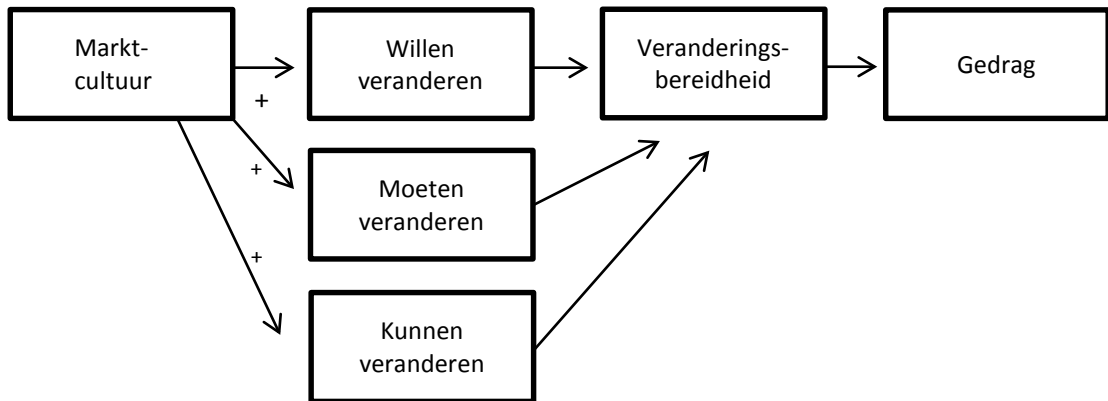 Markt-
cultuur
Willen
veranderen
Veranderings-
bereidheid
Gedrag
+
+
Moeten
veranderen
+
Kunnen
veranderen